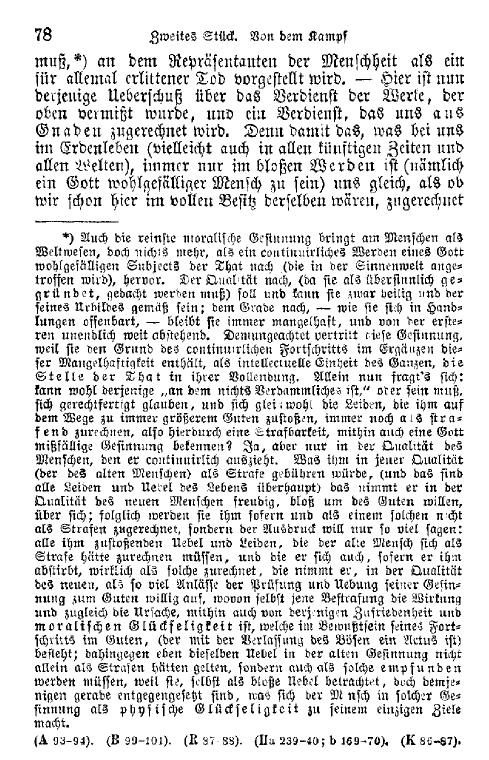 78 Zweites Stück. Von dem Kampf
muß,*) an dem Repräsentanten der Menschheit als ein
für allemal erlittener Tod vorgestellt wird. — Hier ist nun
derjenige Ueberschuß über das Verdienst der Werke, der
oben vermißt wurde, und ein Verdienst, das uns aus
Gnaden zugerechnet wird. Denn damit das, was bei uns
im Erdenleben (vielleicht auch in allen künftigen Zeiten und
allen Welten), immer nur im bloßen Werden ist (nämlich
ein Gott wohlgefälliger Mensch zu sein) uns gleich, als ob
wir schon hier im vollen Besitz derselben wären, zugerechnet
*) Auch die reinste moralische Gesinnung bringt am Menschen als
Weltwesen, doch nichts mehr, als ein continuirliches Werden eines Gott
wohlgefälligen Subjects der That nach (die in der Sinnenwelt ange-
troffen wird), hervor. Der Qualität nach, (da sie als übersinnlich ge-
gründet, gedacht werden muß) soll und kann sie zwar heilig und der
seines Urbildes gemäß sein; dem Grade nach, — wie sie sich in Hand-
lungen offenbart, — bleibt sie immer mangelhaft, und von der erste-
ren unendlich weit abstehend. Demungeachtet vertritt diese Gesinnung,
weil sie den Grund des continuirlichen Fortschritts im Ergänzen die-
ser Mangelhaftigkeit enthält, als intellectuelle Einheit des Ganzen, die
Stelle der That in ihrer Vollendung. Allein nun fragt's sich:
kann wohl derjenige „an dem nichts Verdammliches ist,“ oder sein muß,
sich gerechtfertigt glauben, und sich gleichwohl die Leiden, die ihm auf
dem Wege zu immer größerem Guten zustoßen, immer noch als stra-
fend zurechnen, also hierdurch eine Strafbarkeit, mithin auch eine Gott
mißfällige Gesinnung bekennen? Ja, aber nur in der Qualität des
Menschen, den er continuirlich auszieht. Was ihm in jener Qualität
(der des alten Menschen) als Strafe gebühren würde, (und das sind
alle Leiden und Uebel des Lebens überhaupt) das nimmt er in der
Qualität des neuen Menschen freudig, bloß um des Guten willen,
über sich; folglich werden sie ihm sofern und als einem solchen nicht
als Strafen zugerechnet, sondern der Ausdruck will nur so viel sagen:
alle ihm zustoßenden Uebel und Leiden, die der alte Mensch sich als
Strafe hätte zurechnen müssen, und die er sich auch, sofern er ihm
abstirbt, wirklich als solche zurechnet, die nimmt er, in der Qualität
des neuen, als so viel Anlässe der Prüfung und Uebung seiner Gesin-
nung zum Guten willig auf, wovon selbst jene Bestrafung die Wirkung
und zugleich die Ursache, mithin auch von derjenigen Zufriedenheit und
moralischen Glückseligkeit ist, welche im Bewußtsein seines Fort-
schritts im Guten, (der mit der Verlassung des Bösen ein Actus ist)
besteht; dahingegen eben dieselben Uebel in der alten Gesinnung nicht
allein als Strafen hätten gelten, sondern auch als solche empfunden
werden müssen, weil sie, selbst als bloße Uebel betrachtet, doch demje-
nigen gerade entgegengesetzt sind, was sich der Mensch in solcher Ge-
sinnung als physische Glückseligkeit zu seinem einzigen Ziele
macht.
(A 93–94). (B 99–101). (R 87–88). (Ha 239–40; b 169–70). (K 86–87).